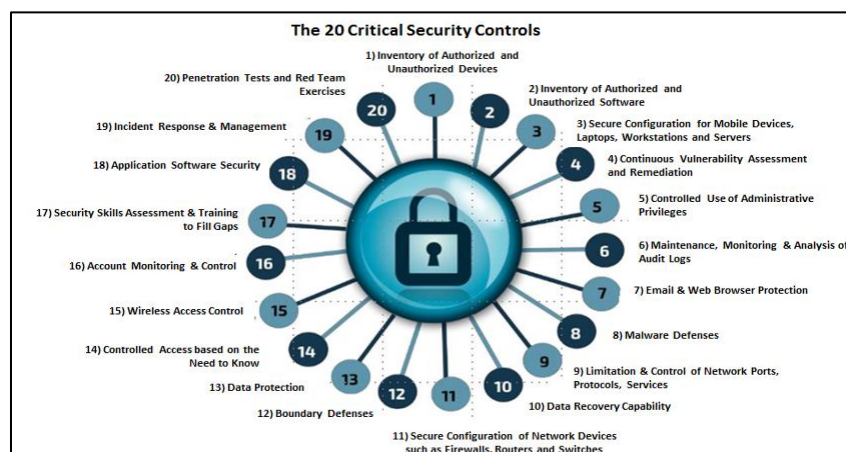 The 20 Critical Security Controls
1) Inventory of Authorized and
Unauthorized Devices
2) Inventory of Authorized and
Unauthorized Software
3) Secure Configuration for Mobile Devices,
Laptops, Workstations and Servers
4) Continuous Vulnerability Assessment
and Remediation
5) Controlled Use of Administrative
Privileges
6) Maintenance, Monitoring & Analysis of
Audit Logs
7) Email & Web Browser Protection
8) Malware Defenses
9) Limitation & Control of Network Ports,
Protocols, Services
10) Data Recovery Capability
11) Secure Configuration of Network Devices
such as Firewalls, Routers and Switches
12) Boundary Defenses
13) Data Protection
14) Controlled Access based on the
Need to Know
15) Wireless Access Control
16) Account Monitoring & Control
17) Security Skills Assessment & Training
to Fill Gaps
18) Application Software Security
19) Incident Response & Management
20) Penetration Tests and Red Team
Exercises
1
2
3
4
5
6
7
8
9
10
11
12
13
14
15
16
17
18
19
20